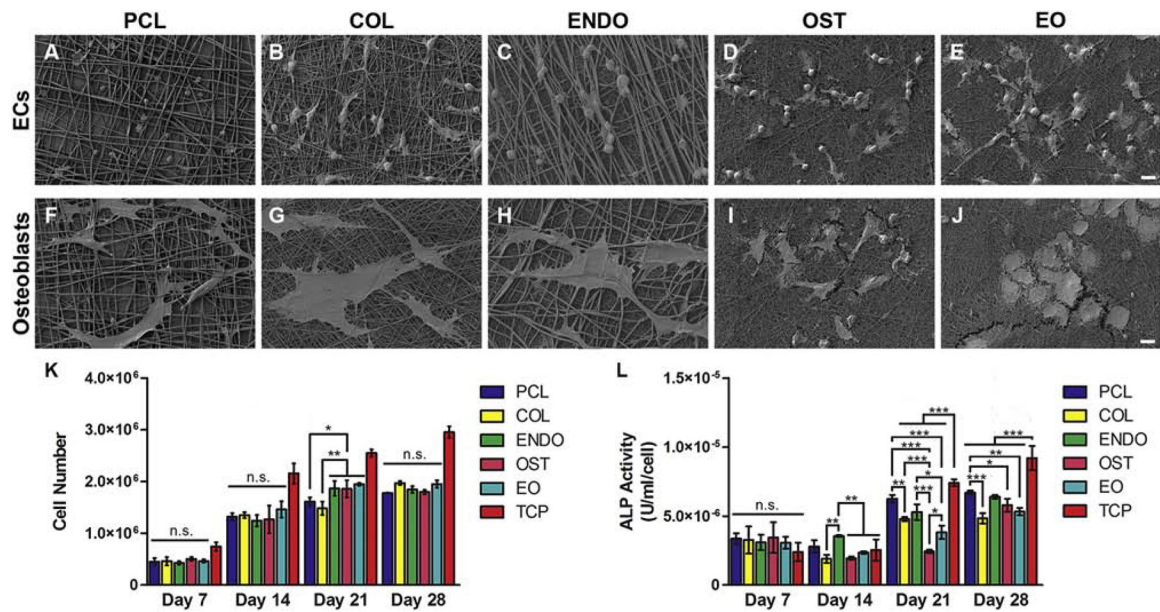 PCL COL ENDO OST EO
ECs
A B C D E
Osteoblasts
F G H I J
K
Cell Number
4.0×10⁶
3.0×10⁶
2.0×10⁶
1.0×10⁶
0
n.s.
n.s.
*
**
n.s.
Day 7 Day 14 Day 21 Day 28
PCL
COL
ENDO
OST
EO
TCP
L
ALP Activity
(U/ml/cell)
1.5×10⁻⁵
1.0×10⁻⁵
5.0×10⁻⁶
0
n.s.
**
**
***
***
***
***
**
***
*
*
***
**
*
***
Day 7 Day 14 Day 21 Day 28
PCL
COL
ENDO
OST
EO
TCP